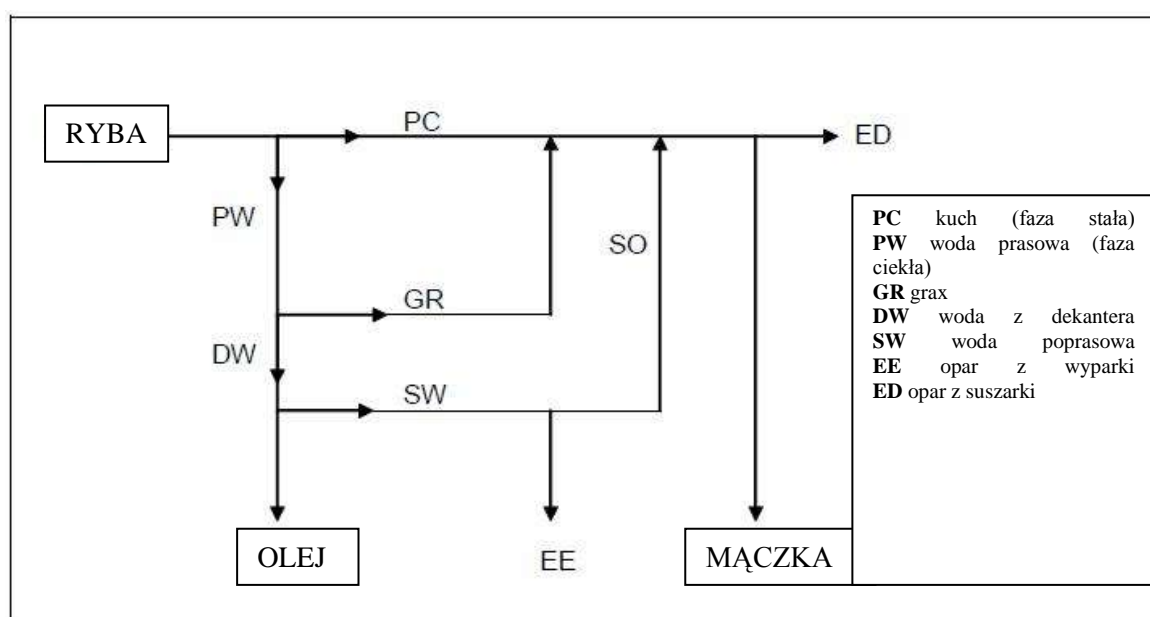 RYBA
PC
ED
PW
SO
GR
DW
SW
OLEJ
EE
MĄCZKA
PC kuch (faza stała)
PW woda prasowa (faza
ciekła)
GR grax
DW woda z dekantera
SW woda poprasowa
EE opar z wyparki
ED opar z suszarki